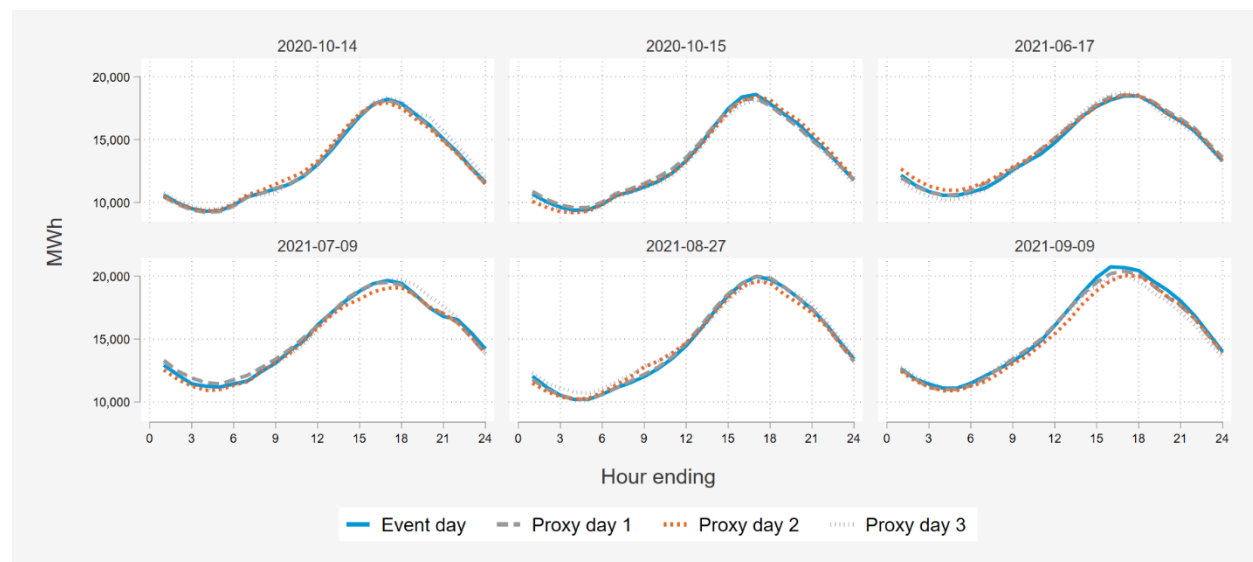 2020-10-14 2020-10-15 2021-06-17
20,000
15,000
10,000
2021-07-09 2021-08-27 2021-09-09
20,000
15,000
10,000
MWh
0 3 6 9 12 15 18 21 24 0 3 6 9 12 15 18 21 24 0 3 6 9 12 15 18 21 24
Hour ending
Event day Proxy day 1 Proxy day 2 Proxy day 3